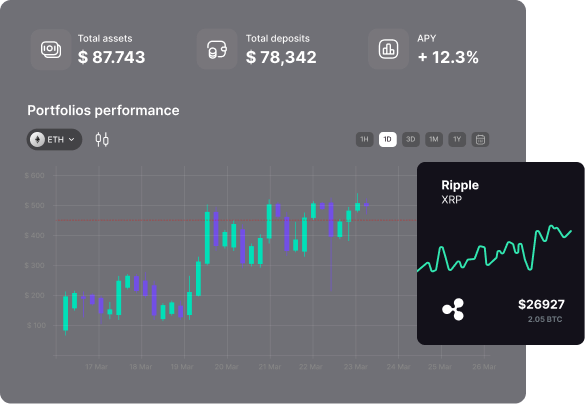 Total assets
$ 87.743
Total deposits
$ 78,342
APY
+ 12.3%
Portfolios performance
ETH
1H
1D
3D
1M
1Y
$ 600
$ 500
$ 400
$ 300
$ 200
$ 100
17 Mar
18 Mar
19 Mar
20 Mar
21 Mar
22 Mar
23 Mar
24 Mar
25 Mar
26 Mar
Ripple
XRP
$26927
2.05 BTC